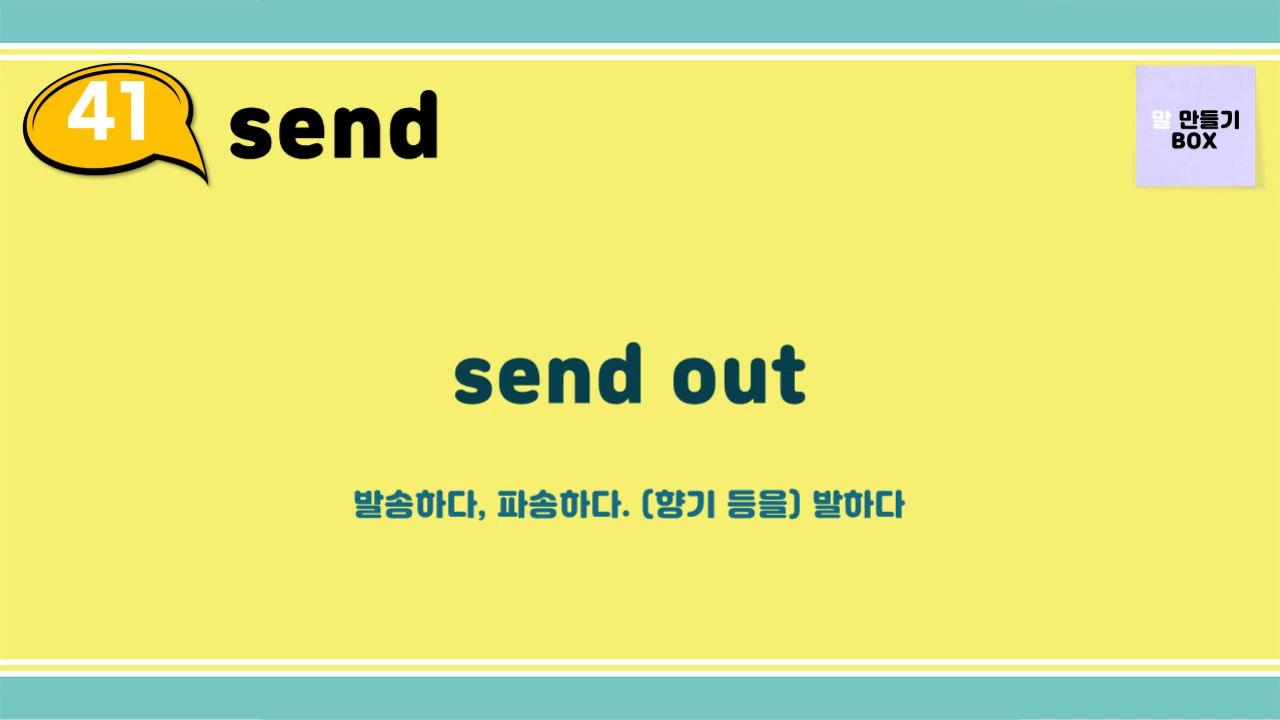 41
send
말 만들기
BOX
send out
발송하다, 파송하다. (향기 등을) 발하다